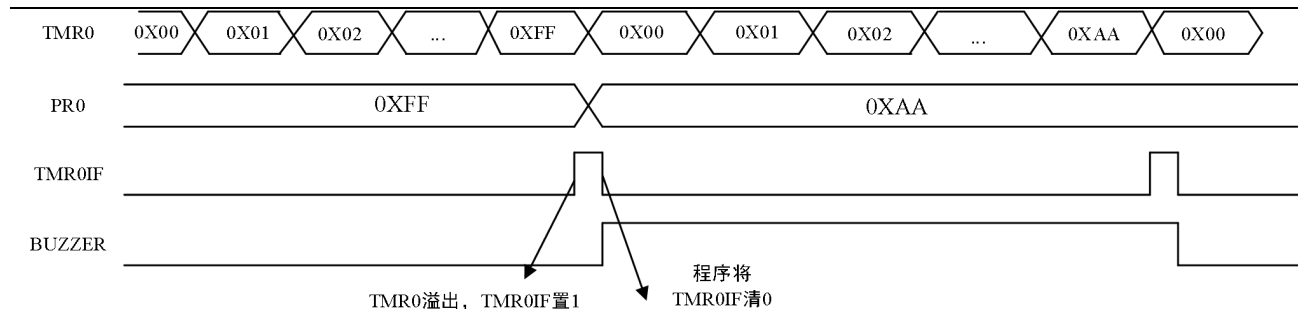 TMR0 0X00 0X01 0X02 ... 0XFF 0X00 0X01 0X02 ... 0XAA 0X00
PR0 0XFF 0XAA
TMR0IF
BUZZER
TMR0溢出，TMR0IF置1
程序将
TMR0IF清0